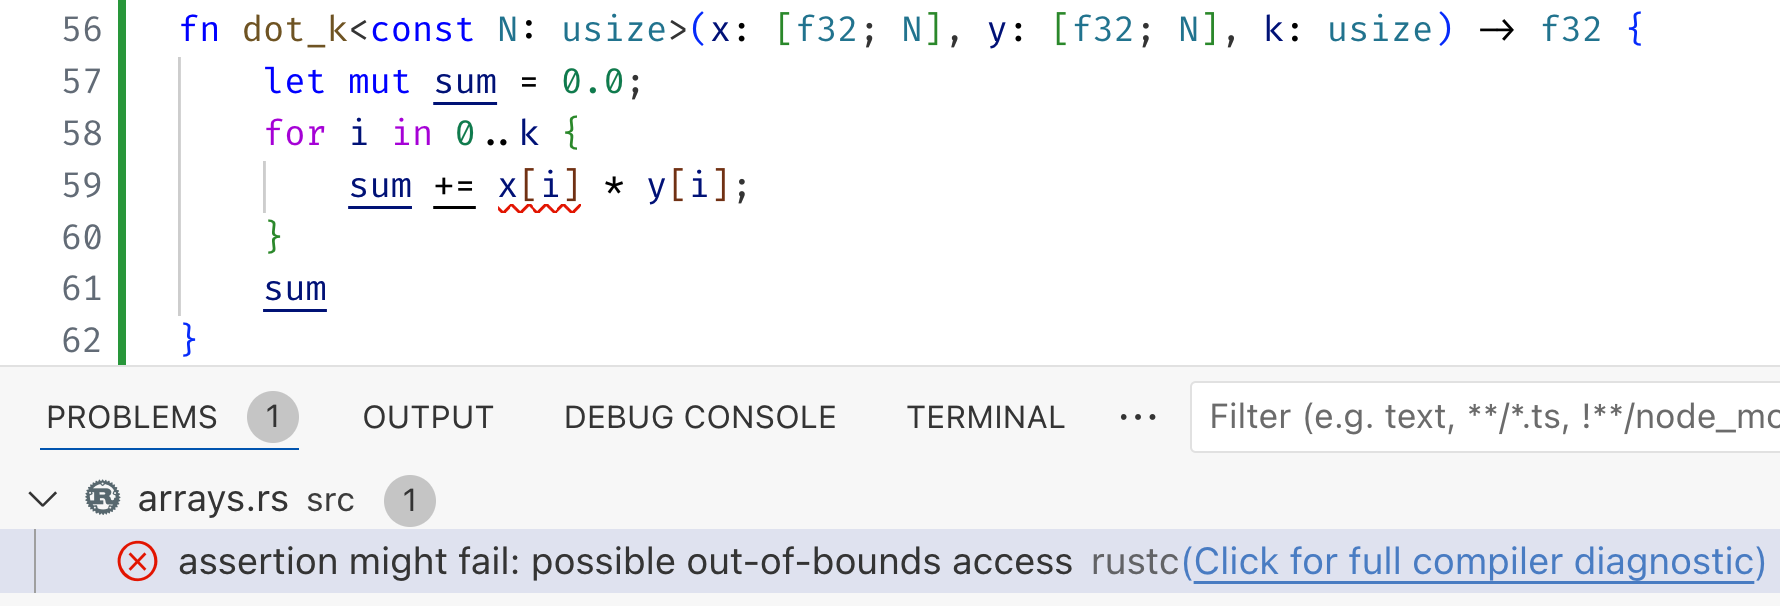 56 fn dot_k<const N: usize>(x: [f32; N], y: [f32; N], k: usize) → f32 {
57 let mut sum = 0.0;
58 for i in 0..k {
59 sum += x[i] * y[i];
60 }
61 sum
62 }
PROBLEMS 1 OUTPUT DEBUG CONSOLE TERMINAL ··· Filter (e.g. text, **/*.ts, !**/node_mo
arrays.rs src 1
assertion might fail: possible out-of-bounds access rustc(Click for full compiler diagnostic)